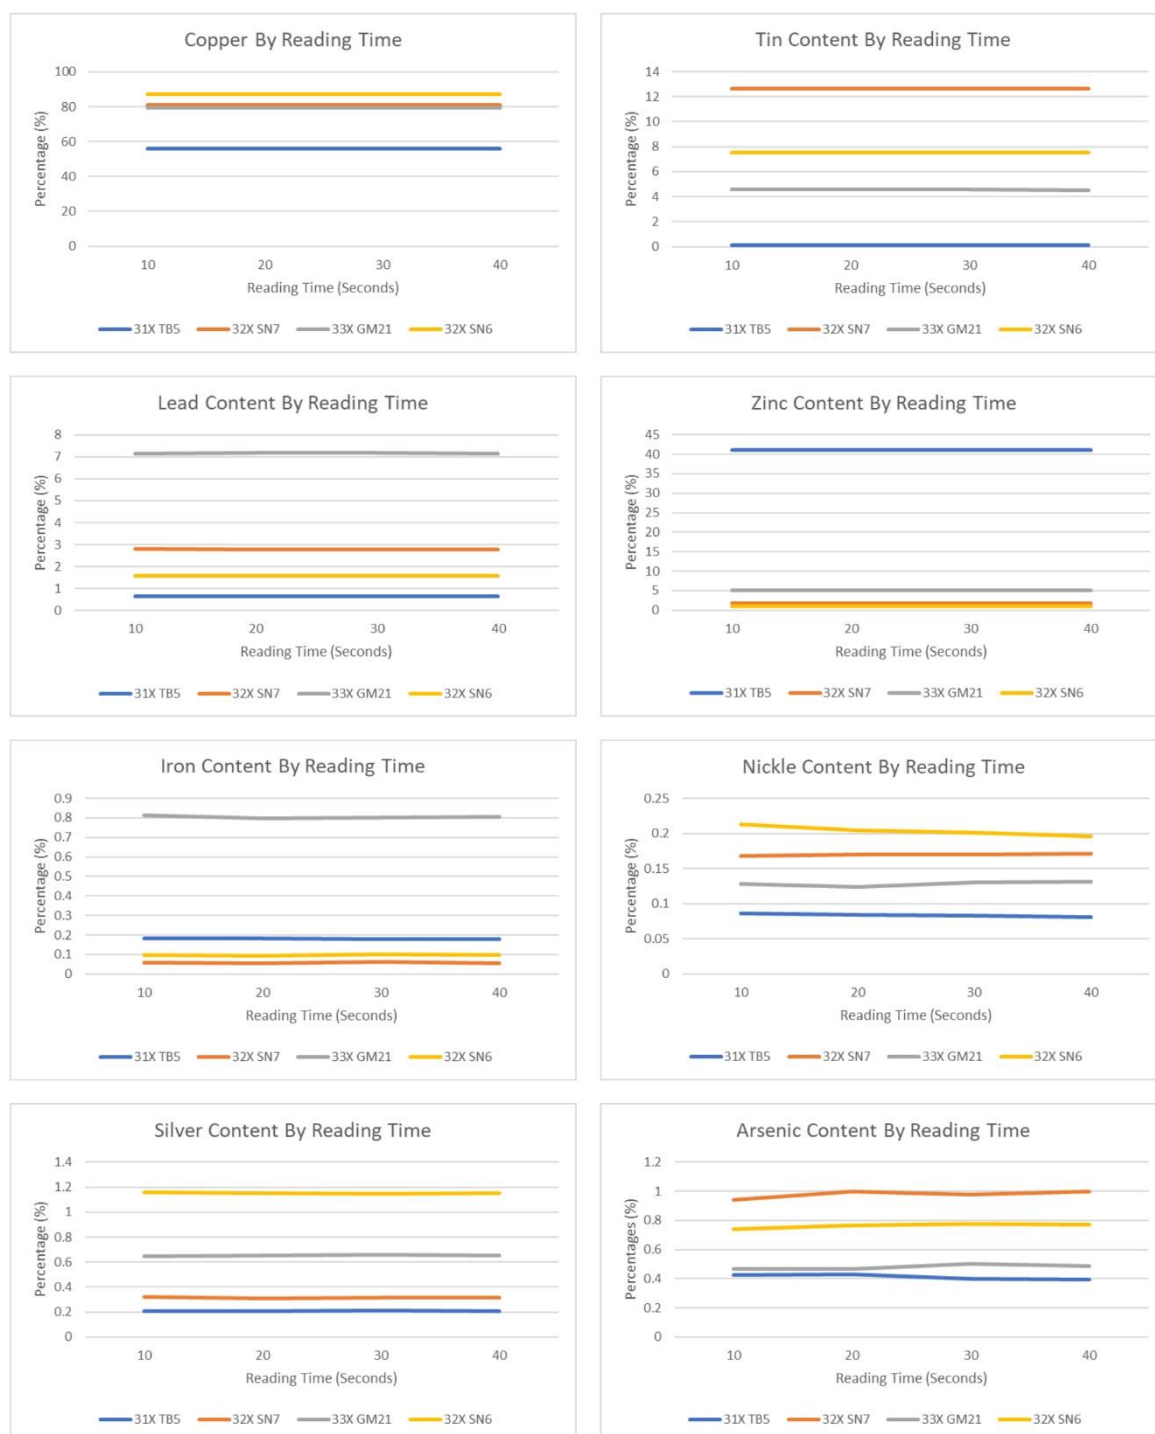 Copper By Reading Time
Percentage (%)
100
80
60
40
20
0
10 20 30 40
Reading Time (Seconds)
31X TB5 32X SN7 33X GM21 32X SN6
Tin Content By Reading Time
Percentage (%)
14
12
10
8
6
4
2
0
10 20 30 40
Reading Time (Seconds)
31X TB5 32X SN7 33X GM21 32X SN6
Lead Content By Reading Time
Percentage (%)
8
7
6
5
4
3
2
1
0
10 20 30 40
Reading Time (Seconds)
31X TB5 32X SN7 33X GM21 32X SN6
Zinc Content By Reading Time
Percentage (%)
45
40
35
30
25
20
15
10
5
0
10 20 30 40
Reading Time (Seconds)
31X TB5 32X SN7 33X GM21 32X SN6
Iron Content By Reading Time
Percentage (%)
0.9
0.8
0.7
0.6
0.5
0.4
0.3
0.2
0.1
0
10 20 30 40
Reading Time (Seconds)
31X TB5 32X SN7 33X GM21 32X SN6
Nickle Content By Reading Time
Percentage (%)
0.25
0.2
0.15
0.1
0.05
0
10 20 30 40
Reading Time (Seconds)
31X TB5 32X SN7 33X GM21 32X SN6
Silver Content By Reading Time
Percentage (%)
1.4
1.2
1
0.8
0.6
0.4
0.2
0
10 20 30 40
Reading Time (Seconds)
31X TB5 32X SN7 33X GM21 32X SN6
Arsenic Content By Reading Time
Percentages (%)
1.2
1
0.8
0.6
0.4
0.2
0
10 20 30 40
Reading Time (Seconds)
31X TB5 32X SN7 33X GM21 32X SN6